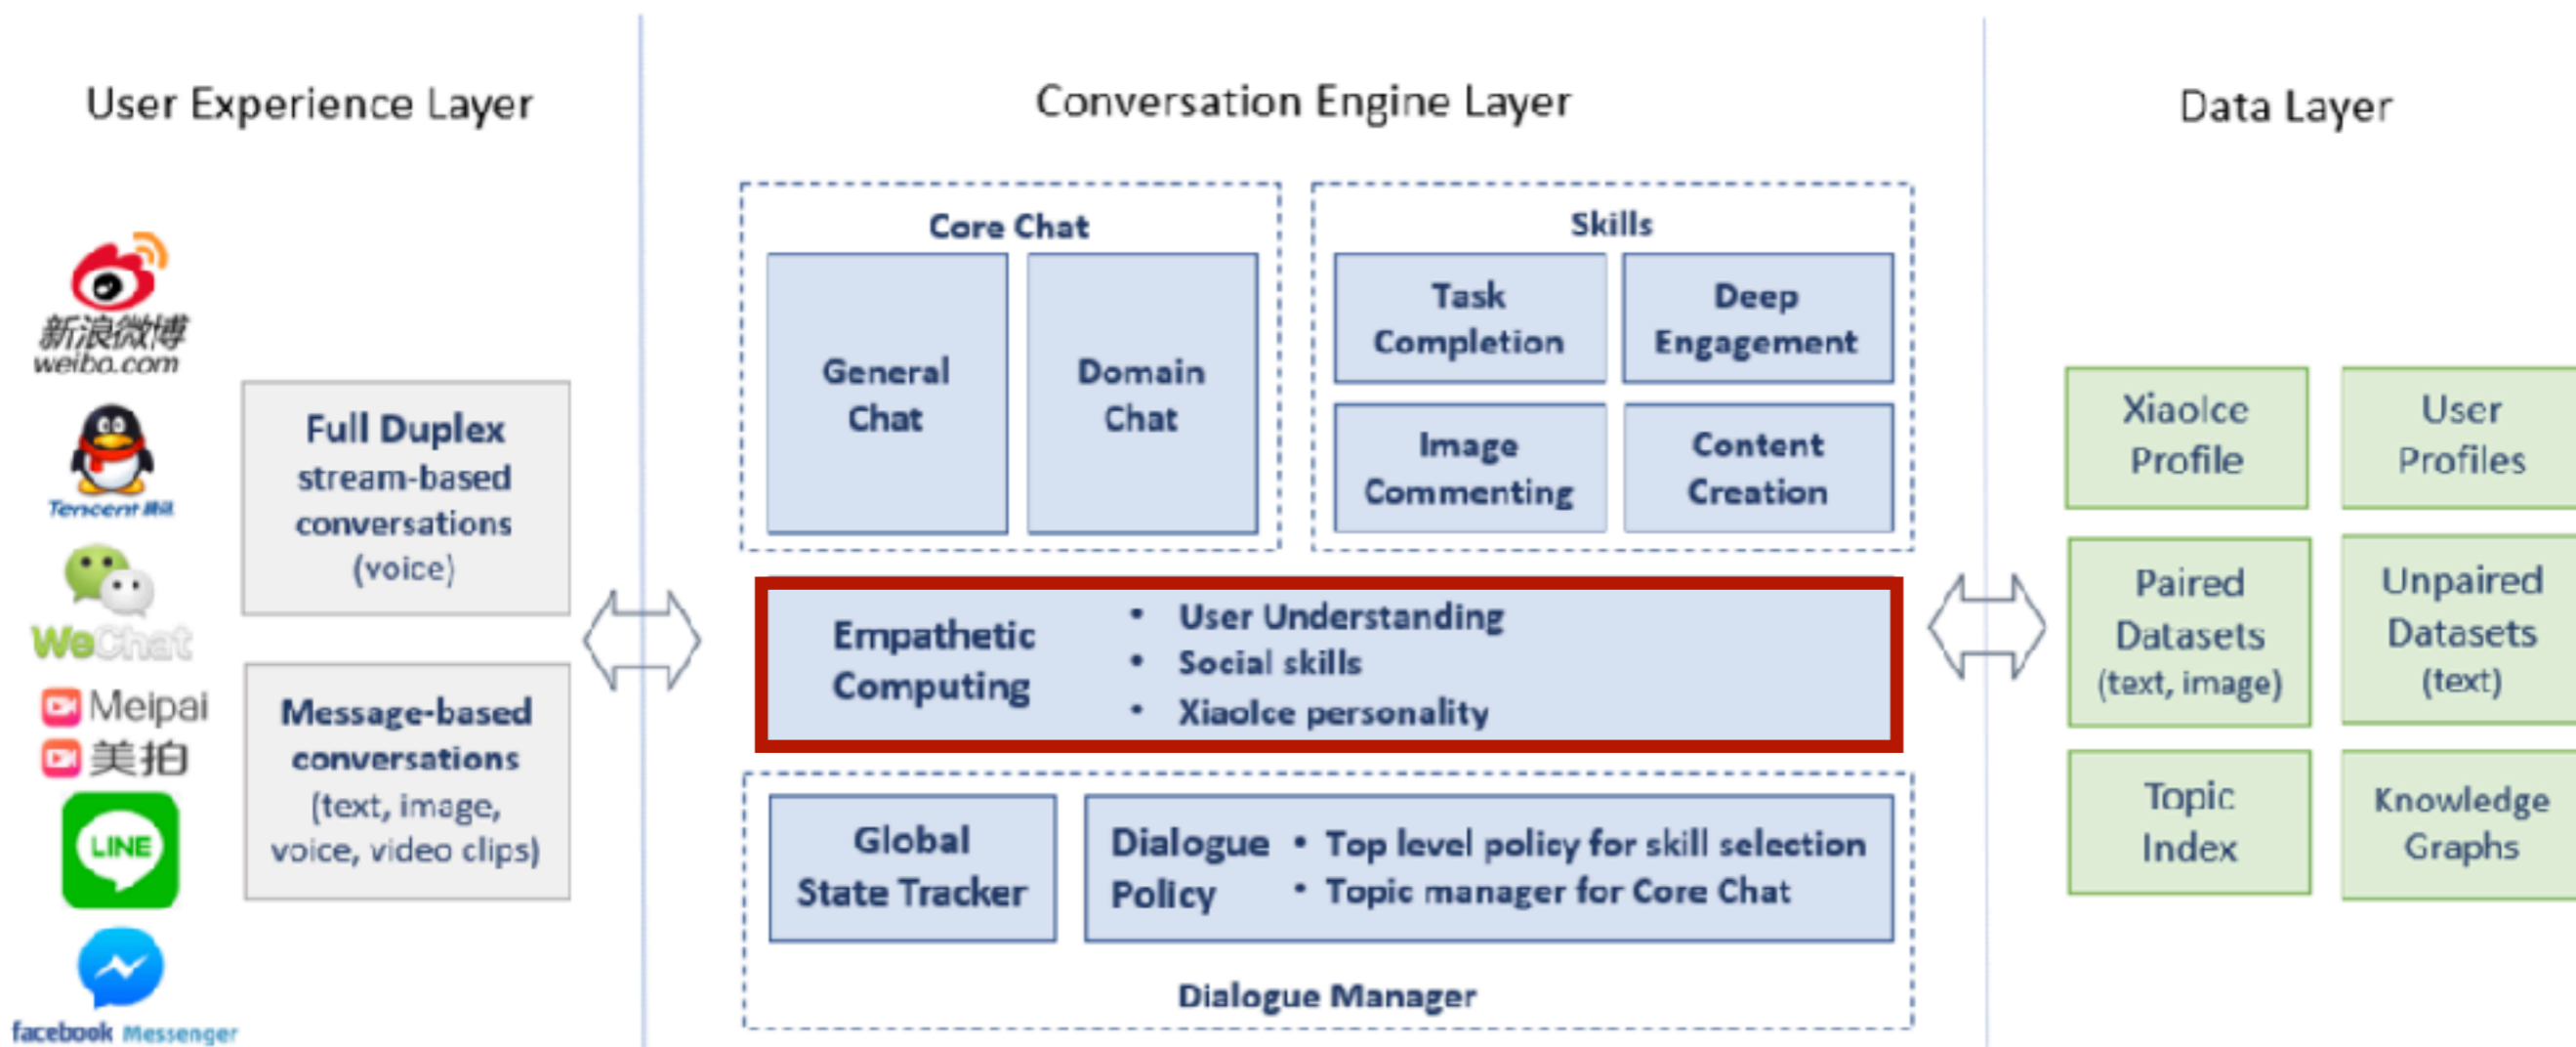 User Experience Layer
新浪微博
weibo.com
Tencent 腾讯
WeChat
Meipai
美拍
LINE
facebook Messenger
Full Duplex
stream-based
conversations
(voice)
Message-based
conversations
(text, image,
voice, video clips)
Conversation Engine Layer
Core Chat
General
Chat
Domain
Chat
Skills
Task
Completion
Deep
Engagement
Image
Commenting
Content
Creation
Empathetic
Computing
• User Understanding
• Social skills
• XiaoIce personality
Global
State Tracker
Dialogue
Policy
• Top level policy for skill selection
• Topic manager for Core Chat
Dialogue Manager
Data Layer
XiaoIce
Profile
User
Profiles
Paired
Datasets
(text, image)
Unpaired
Datasets
(text)
Topic
Index
Knowledge
Graphs